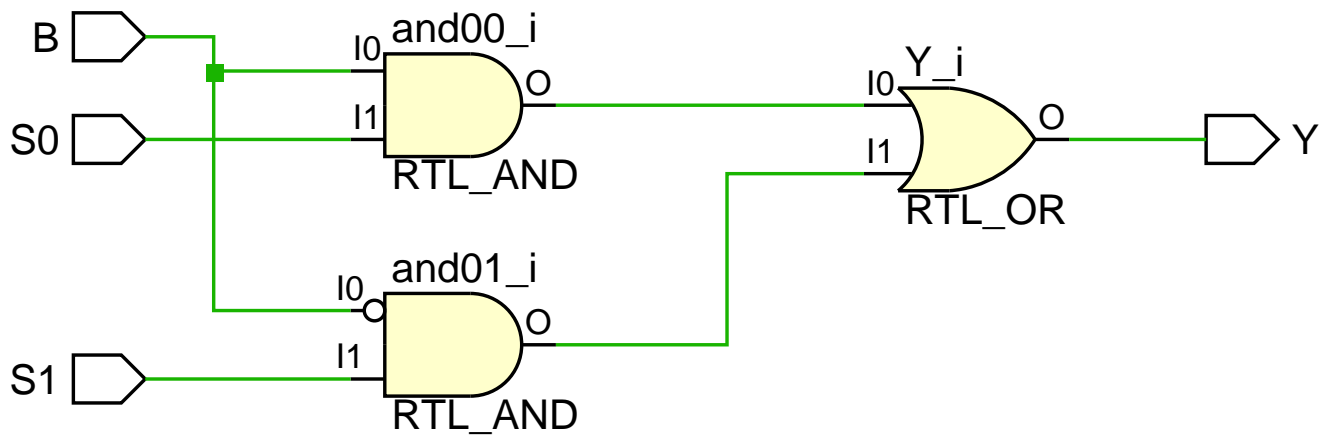 B
S0
S1
I0
I1
and00_i
O
RTL_AND
I0
I1
and01_i
O
RTL_AND
I0
I1
Y_i
O
RTL_OR
Y